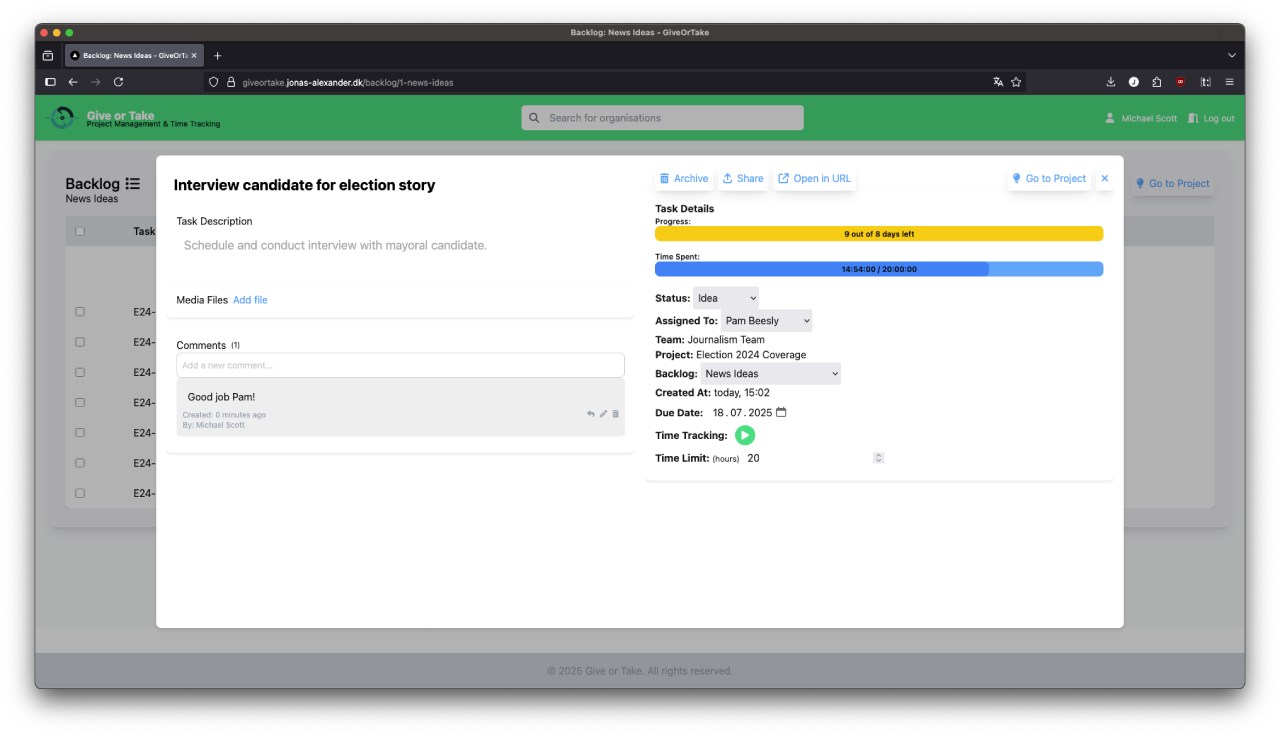 Backlog: News Ideas - GiveOrTake
Backlog: News Ideas - GiveOrTa
giveortake.jonas-alexander.dk/backlog/1-news-ideas
Give or Take
Project Management & Time Tracking
Search for organisations
Michael Scott
Log out
Backlog
News Ideas
Go to Project
Task
E24-
E24-
E24-
E24-
E24-
E24-
E24-
Interview candidate for election story
Task Description
Schedule and conduct interview with mayoral candidate.
Media Files Add file
Comments (1)
Add a new comment...
Good job Pam!
Created: 0 minutes ago
By: Michael Scott
Archive
Share
Open in URL
Go to Project
Task Details
Progress:
9 out of 8 days left
Time Spent:
14:54:00 / 20:00:00
Status: Idea
Assigned To: Pam Beesly
Team: Journalism Team
Project: Election 2024 Coverage
Backlog: News Ideas
Created At: today, 15:02
Due Date: 18.07.2025
Time Tracking:
Time Limit: (hours) 20
© 2025 Give or Take. All rights reserved.